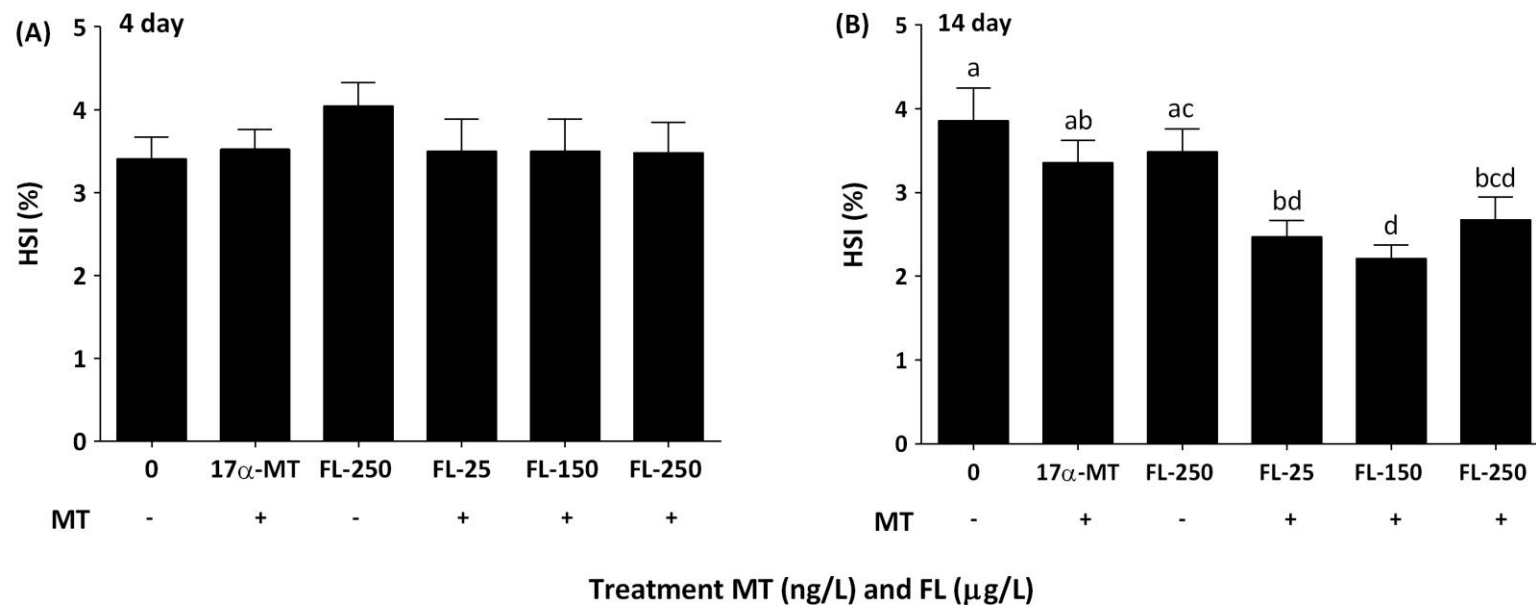 (A) 4 day
5
4
3
2
1
0
HSI (%)
0 17α-MT FL-250 FL-25 FL-150 FL-250
MT - + - + + +
(B) 14 day
5
4
3
2
1
0
HSI (%)
a ab ac bd d bcd
0 17α-MT FL-250 FL-25 FL-150 FL-250
MT - + - + + +
Treatment MT (ng/L) and FL (μg/L)